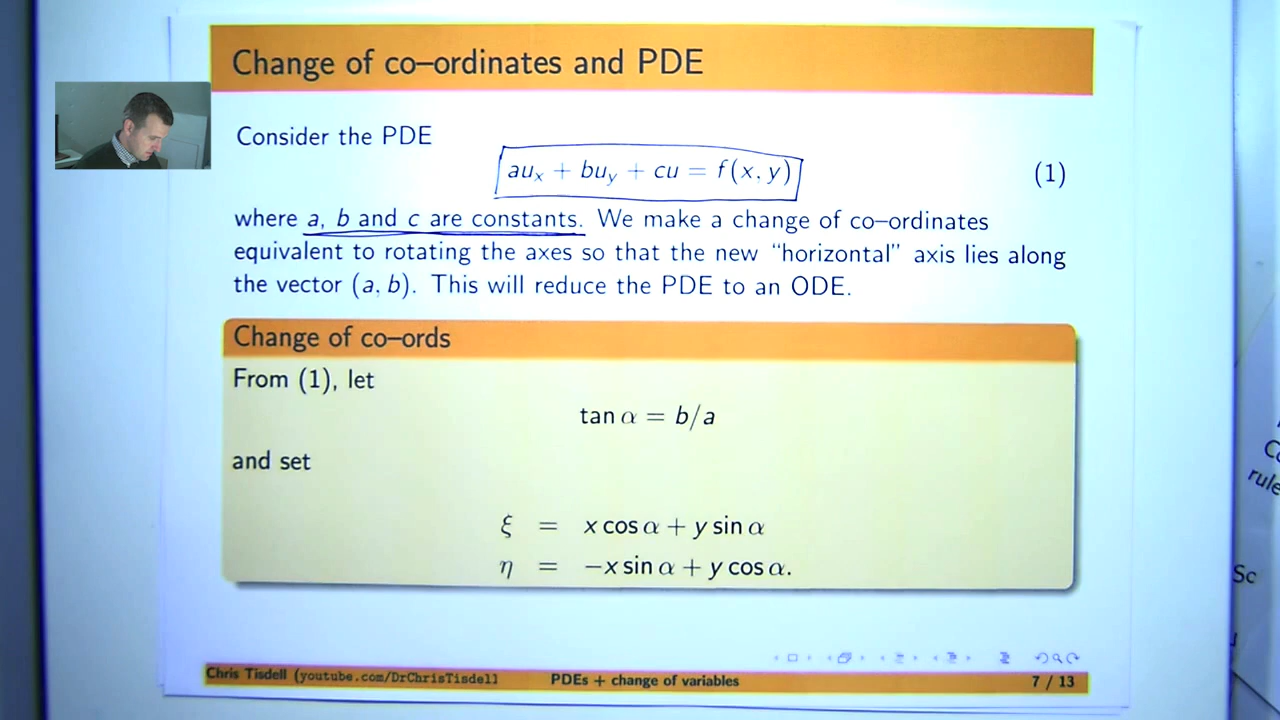 Change of co–ordinates and PDE
Consider the PDE
au_x + bu_y + cu = f(x, y) (1)
where a, b and c are constants. We make a change of co–ordinates
equivalent to rotating the axes so that the new “horizontal” axis lies along
the vector (a, b). This will reduce the PDE to an ODE.
Change of co–ords
From (1), let
tan α = b/a
and set
ξ = x cos α + y sin α
η = −x sin α + y cos α.
Chris Tisdell (youtube.com/DrChrisTisdell PDEs + change of variables 7 / 13
rule
Sc